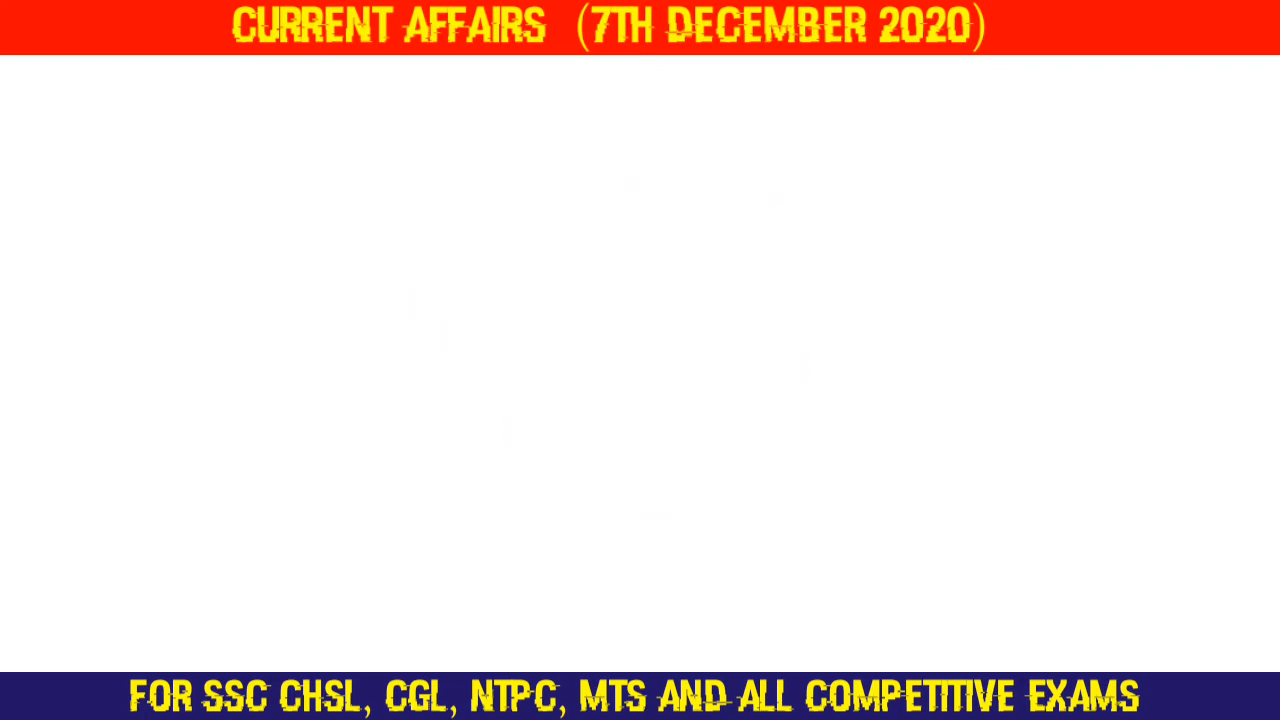 CURRENT AFFAIRS (7TH DECEMBER 2020)
FOR SSC CHSL, CGL, NTPC, MTS AND ALL COMPETITIVE EXAMS